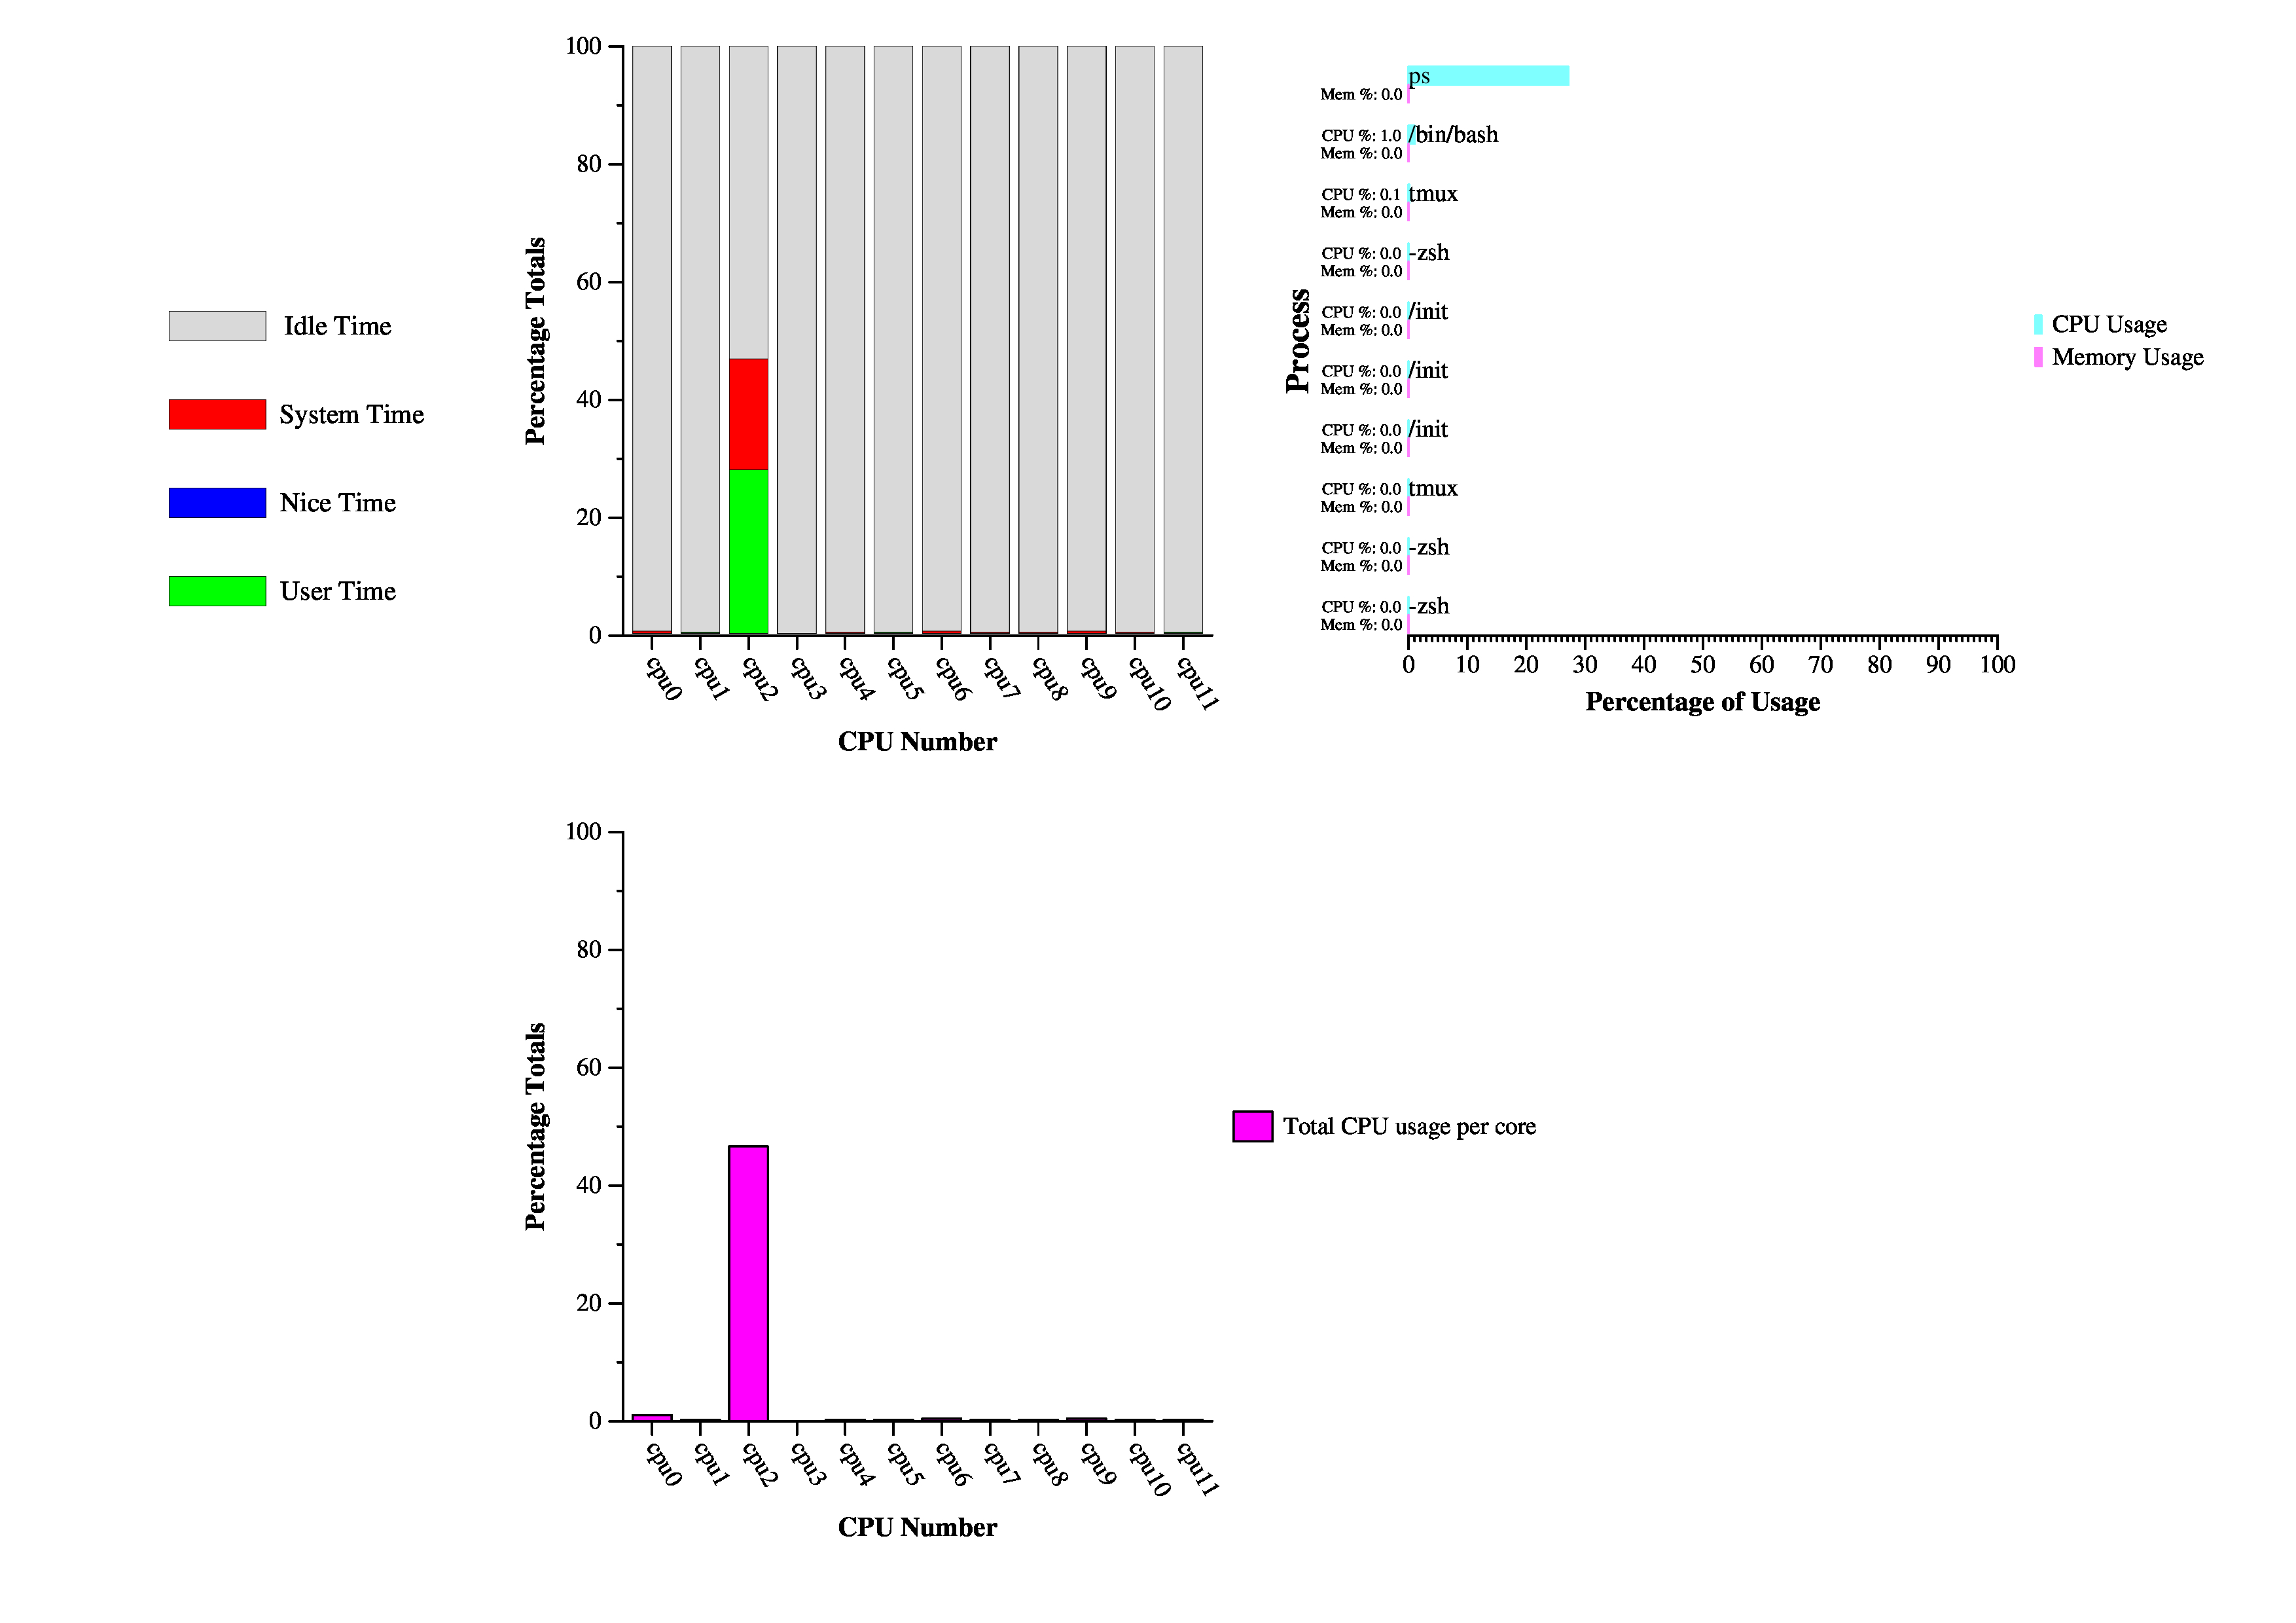 Idle Time
System Time
Nice Time
User Time
Percentage Totals
100
80
60
40
20
0
cpu0 cpu1 cpu2 cpu3 cpu4 cpu5 cpu6 cpu7 cpu8 cpu9 cpu10 cpu11
CPU Number
Process
ps
Mem %: 0.0
CPU %: 1.0 /bin/bash
Mem %: 0.0
CPU %: 0.1 tmux
Mem %: 0.0
CPU %: 0.0 -zsh
Mem %: 0.0
CPU %: 0.0 /init
Mem %: 0.0
CPU %: 0.0 /init
Mem %: 0.0
CPU %: 0.0 /init
Mem %: 0.0
CPU %: 0.0 tmux
Mem %: 0.0
CPU %: 0.0 -zsh
Mem %: 0.0
CPU %: 0.0 -zsh
Mem %: 0.0
0 10 20 30 40 50 60 70 80 90 100
Percentage of Usage
CPU Usage
Memory Usage
Percentage Totals
100
80
60
40
20
0
cpu0 cpu1 cpu2 cpu3 cpu4 cpu5 cpu6 cpu7 cpu8 cpu9 cpu10 cpu11
CPU Number
Total CPU usage per core